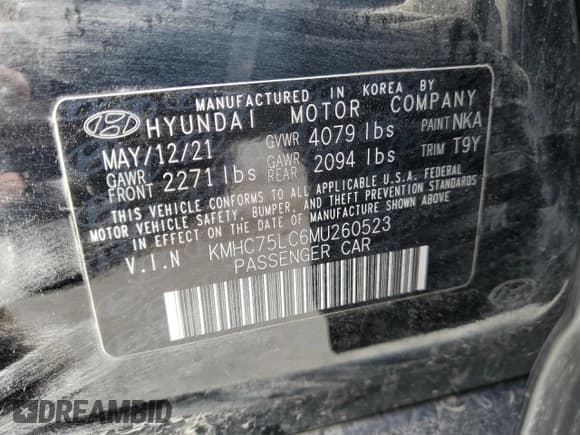 MANUFACTURED IN KOREA BY
HYUNDAI MOTOR COMPANY
MAY/12/21 GVWR 4079 lbs PAINT NKA
GAWR FRONT 2271 lbs GAWR REAR 2094 lbs TRIM T9Y
THIS VEHICLE CONFORMS TO ALL APPLICABLE U.S.A. FEDERAL
MOTOR VEHICLE SAFETY, BUMPER, AND THEFT PREVENTION STANDARDS
IN EFFECT ON THE DATE OF MANUFACTURE SHOWN ABOVE
V.I.N KMHC75LC6MU260523
PASSENGER CAR
DREAMBID